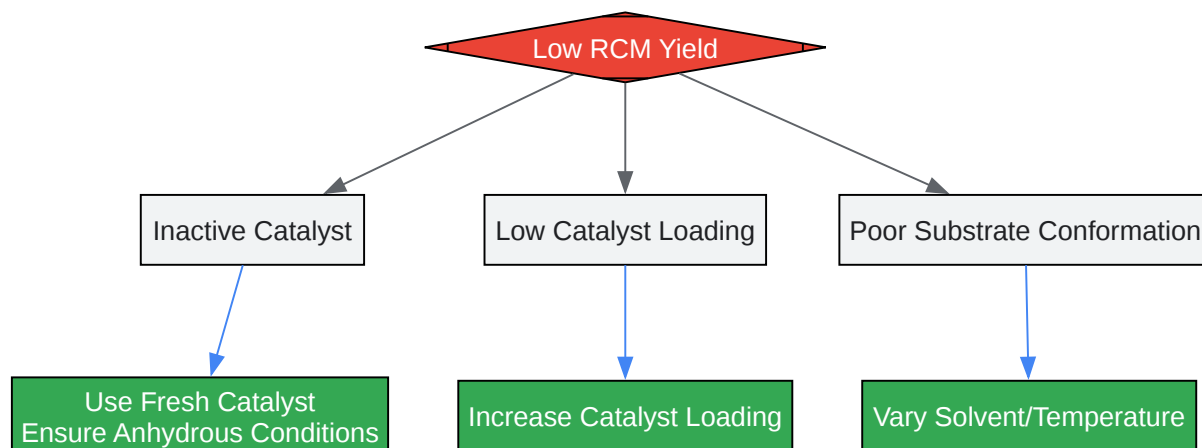 Low RCM Yield
Inactive Catalyst
Low Catalyst Loading
Poor Substrate Conformation
Use Fresh Catalyst
Ensure Anhydrous Conditions
Increase Catalyst Loading
Vary Solvent/Temperature